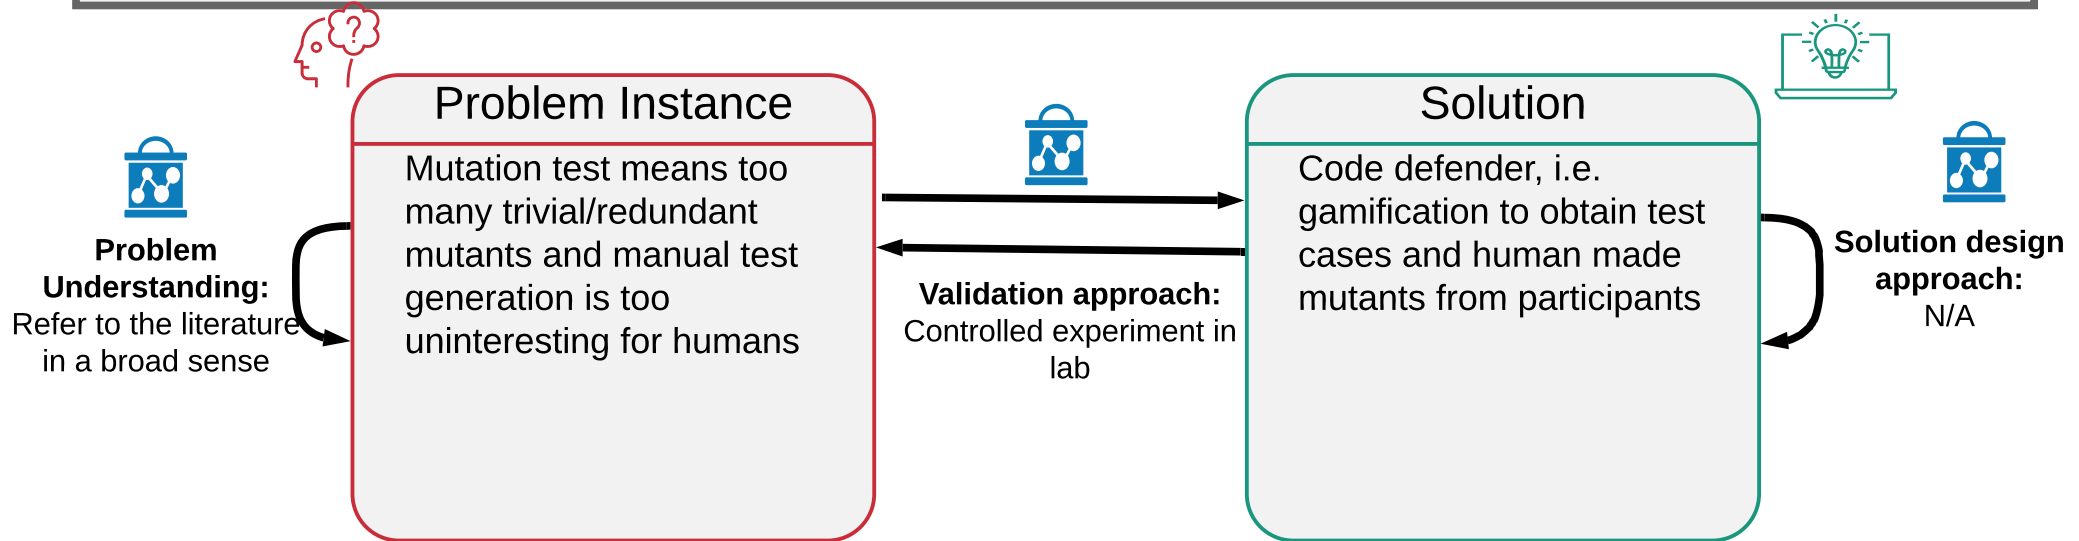 ?
Problem Instance
Mutation test means too
many trivial/redundant
mutants and manual test
generation is too
uninteresting for humans
Problem
Understanding:
Refer to the literature
in a broad sense
Validation approach:
Controlled experiment in
lab
Solution
Code defender, i.e.
gamification to obtain test
cases and human made
mutants from participants
Solution design
approach:
N/A